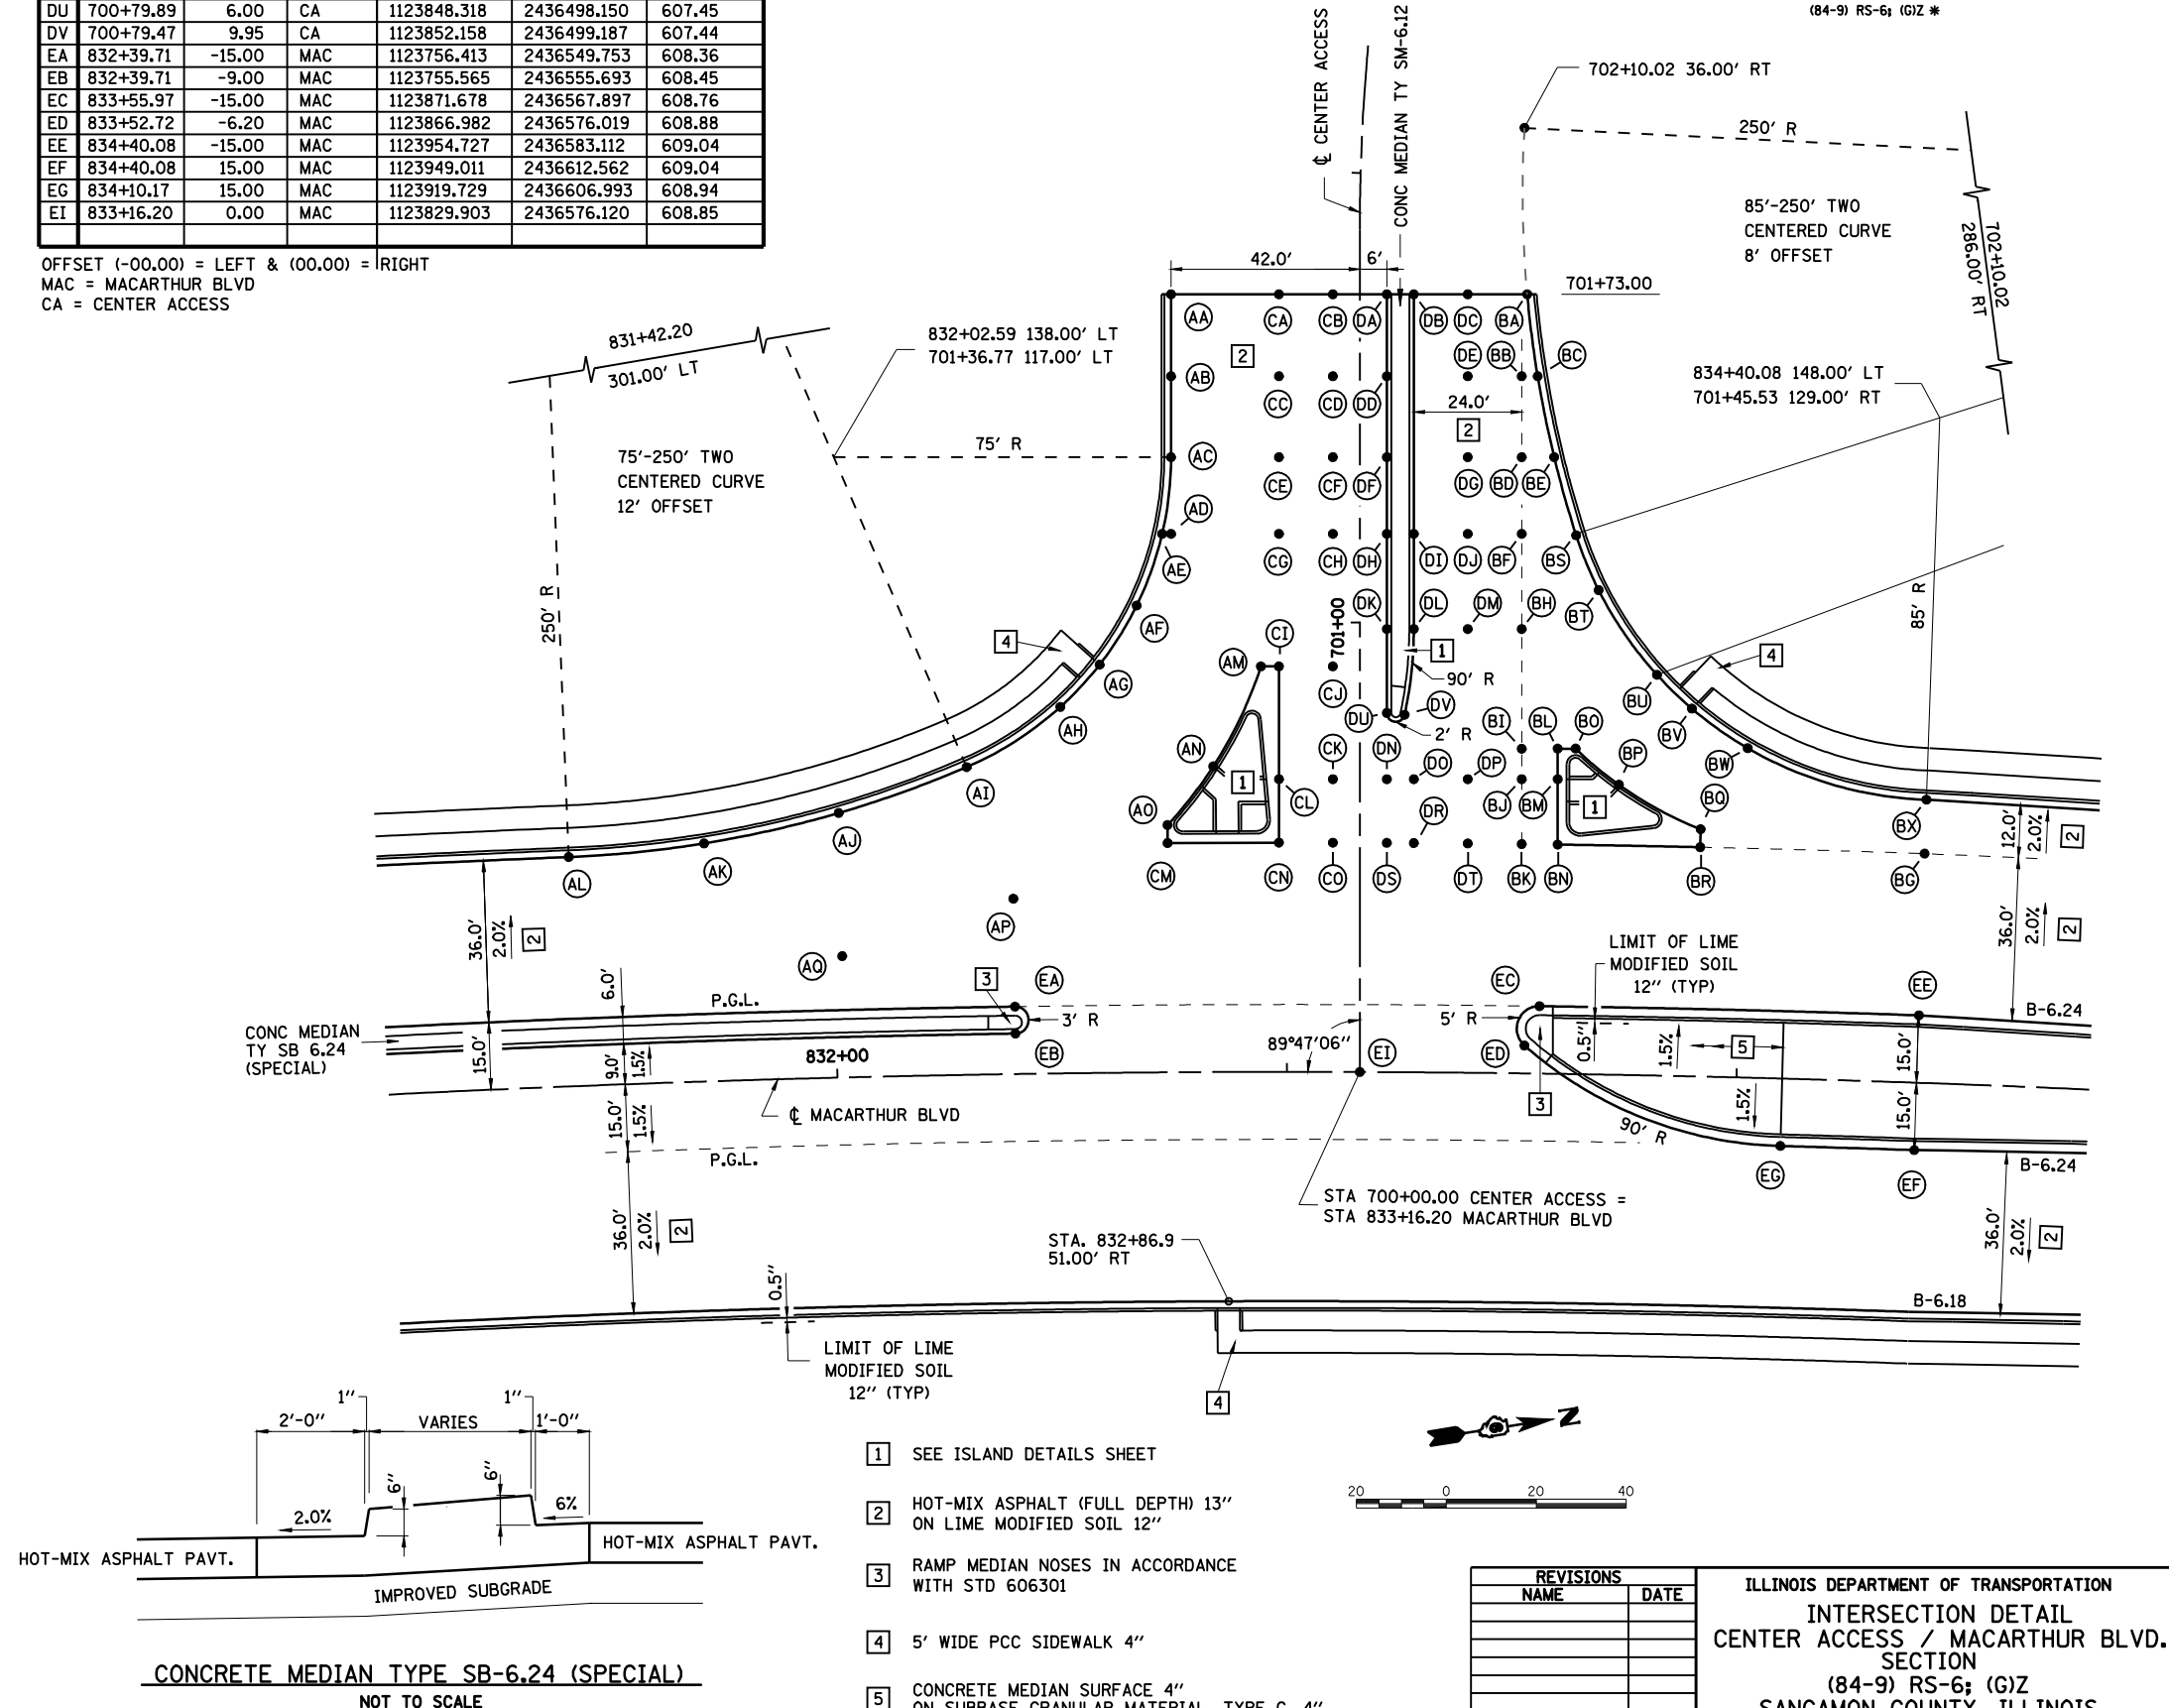 DU 700+79.89 6.00 CA 1123848.318 2436498.150 607.45
DV 700+79.47 9.95 CA 1123852.158 2436499.187 607.44
EA 832+39.71 -15.00 MAC 1123756.413 2436549.753 608.36
EB 832+39.71 -9.00 MAC 1123755.565 2436555.693 608.45
EC 833+55.97 -15.00 MAC 1123871.678 2436567.897 608.76
ED 833+52.72 -6.20 MAC 1123866.982 2436576.019 608.88
EE 834+40.08 -15.00 MAC 1123954.727 2436583.112 609.04
EF 834+40.08 15.00 MAC 1123949.011 2436612.562 609.04
EG 834+10.17 15.00 MAC 1123919.729 2436606.993 608.94
EI 833+16.20 0.00 MAC 1123829.903 2436576.120 608.85
OFFSET (-00.00) = LEFT & (00.00) = RIGHT
MAC = MACARTHUR BLVD
CA = CENTER ACCESS
(84-9) RS-6; (G)Z *
℄ CENTER ACCESS
CONC MEDIAN TY SM-6.12
702+10.02 36.00' RT
250' R
85'-250' TWO
CENTERED CURVE
8' OFFSET
702+10.02
286.00' RT
42.0'
6'
701+73.00
831+42.20
301.00' LT
832+02.59 138.00' LT
701+36.77 117.00' LT
75'-250' TWO
CENTERED CURVE
12' OFFSET
75' R
250' R
834+40.08 148.00' LT
701+45.53 129.00' RT
85' R
AA CA CB DA DB DC BA
2
DE BB BC
AB CC CD DD
24.0'
2
AC CE CF DF DG BD BE
AD
AE CG CH DH DI DJ BF BS
701+00
DK DL DM BH BT
AF
4
CI
1
4
AM
AG
CJ
90' R
BU
AH
DU DV
2' R
BI BL BO
BV
AN
CK DN DO DP
BP
BW
AI
1
CL
BJ BM
1
AO
DR
BQ
BX
AJ
12.0'
2.0%
2
AL AK
CM CN CO DS DT BK BN BR BG
36.0'
2.0%
2
AP
AQ
LIMIT OF LIME
MODIFIED SOIL
12" (TYP)
36.0'
2.0%
2
6.0'
P.G.L.
3
EA
EC
EE
B-6.24
3' R
5' R
CONC MEDIAN
TY SB 6.24
(SPECIAL)
15.0'
9.0'
1.5%
832+00
EB
89°47'06"
EI
ED
0.5"
1.5%
5
15.0'
℄ MACARTHUR BLVD
3
1.5%
15.0'
15.0'
1.5%
90' R
P.G.L.
B-6.24
EG EF
STA 700+00.00 CENTER ACCESS =
STA 833+16.20 MACARTHUR BLVD
36.0'
2.0%
2
36.0'
2.0%
2
STA. 832+86.9
51.00' RT
0.5"
B-6.18
LIMIT OF LIME
MODIFIED SOIL
12" (TYP)
4
1" 1"
2'-0" VARIES 1'-0"
6" 6"
2.0% 6%
HOT-MIX ASPHALT PAVT. HOT-MIX ASPHALT PAVT.
IMPROVED SUBGRADE
CONCRETE MEDIAN TYPE SB-6.24 (SPECIAL)
NOT TO SCALE
1 SEE ISLAND DETAILS SHEET
2 HOT-MIX ASPHALT (FULL DEPTH) 13"
ON LIME MODIFIED SOIL 12"
3 RAMP MEDIAN NOSES IN ACCORDANCE
WITH STD 606301
4 5' WIDE PCC SIDEWALK 4"
5 CONCRETE MEDIAN SURFACE 4"
ON SUBBASE GRANULAR MATERIAL, TYPE C, 4"
N
20 0 20 40
REVISIONS
NAME DATE
ILLINOIS DEPARTMENT OF TRANSPORTATION
INTERSECTION DETAIL
CENTER ACCESS / MACARTHUR BLVD.
SECTION
(84-9) RS-6; (G)Z
SANGAMON COUNTY, ILLINOIS